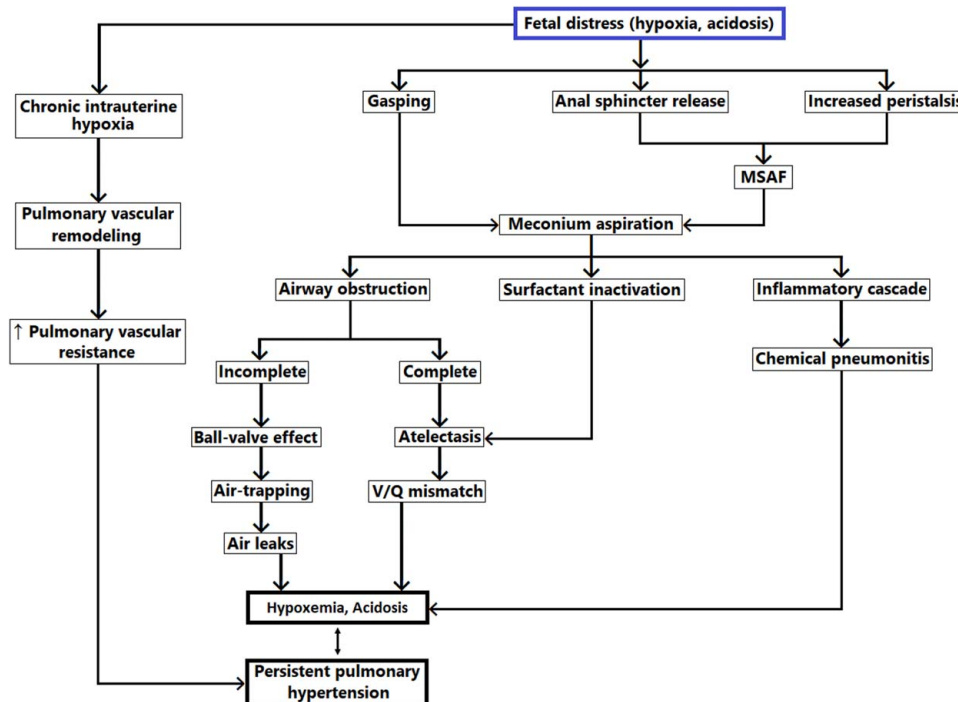 Fetal distress (hypoxia, acidosis)
Chronic intrauterine
hypoxia
Gasping
Anal sphincter release
Increased peristalsis
MSAF
Pulmonary vascular
remodeling
Meconium aspiration
Airway obstruction
Surfactant inactivation
Inflammatory cascade
↑ Pulmonary vascular
resistance
Incomplete
Complete
Chemical pneumonitis
Ball-valve effect
Atelectasis
Air-trapping
V/Q mismatch
Air leaks
Hypoxemia, Acidosis
Persistent pulmonary
hypertension